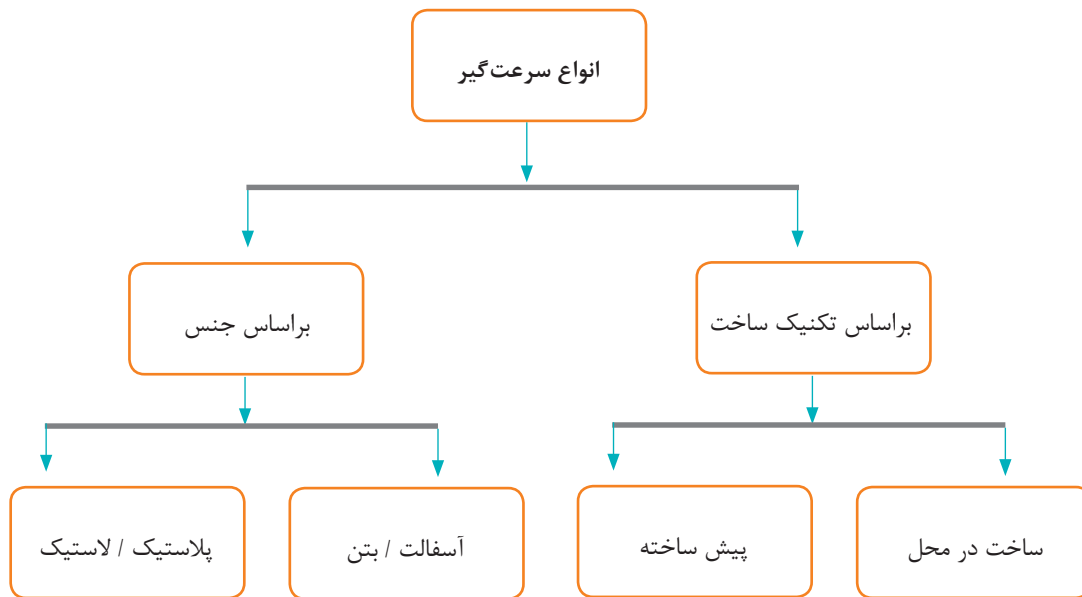 انواع سرعت‌گیر
براساس تکنیک ساخت
براساس جنس
ساخت در محل
پیش ساخته
آسفالت / بتن
پلاستیک / لاستیک